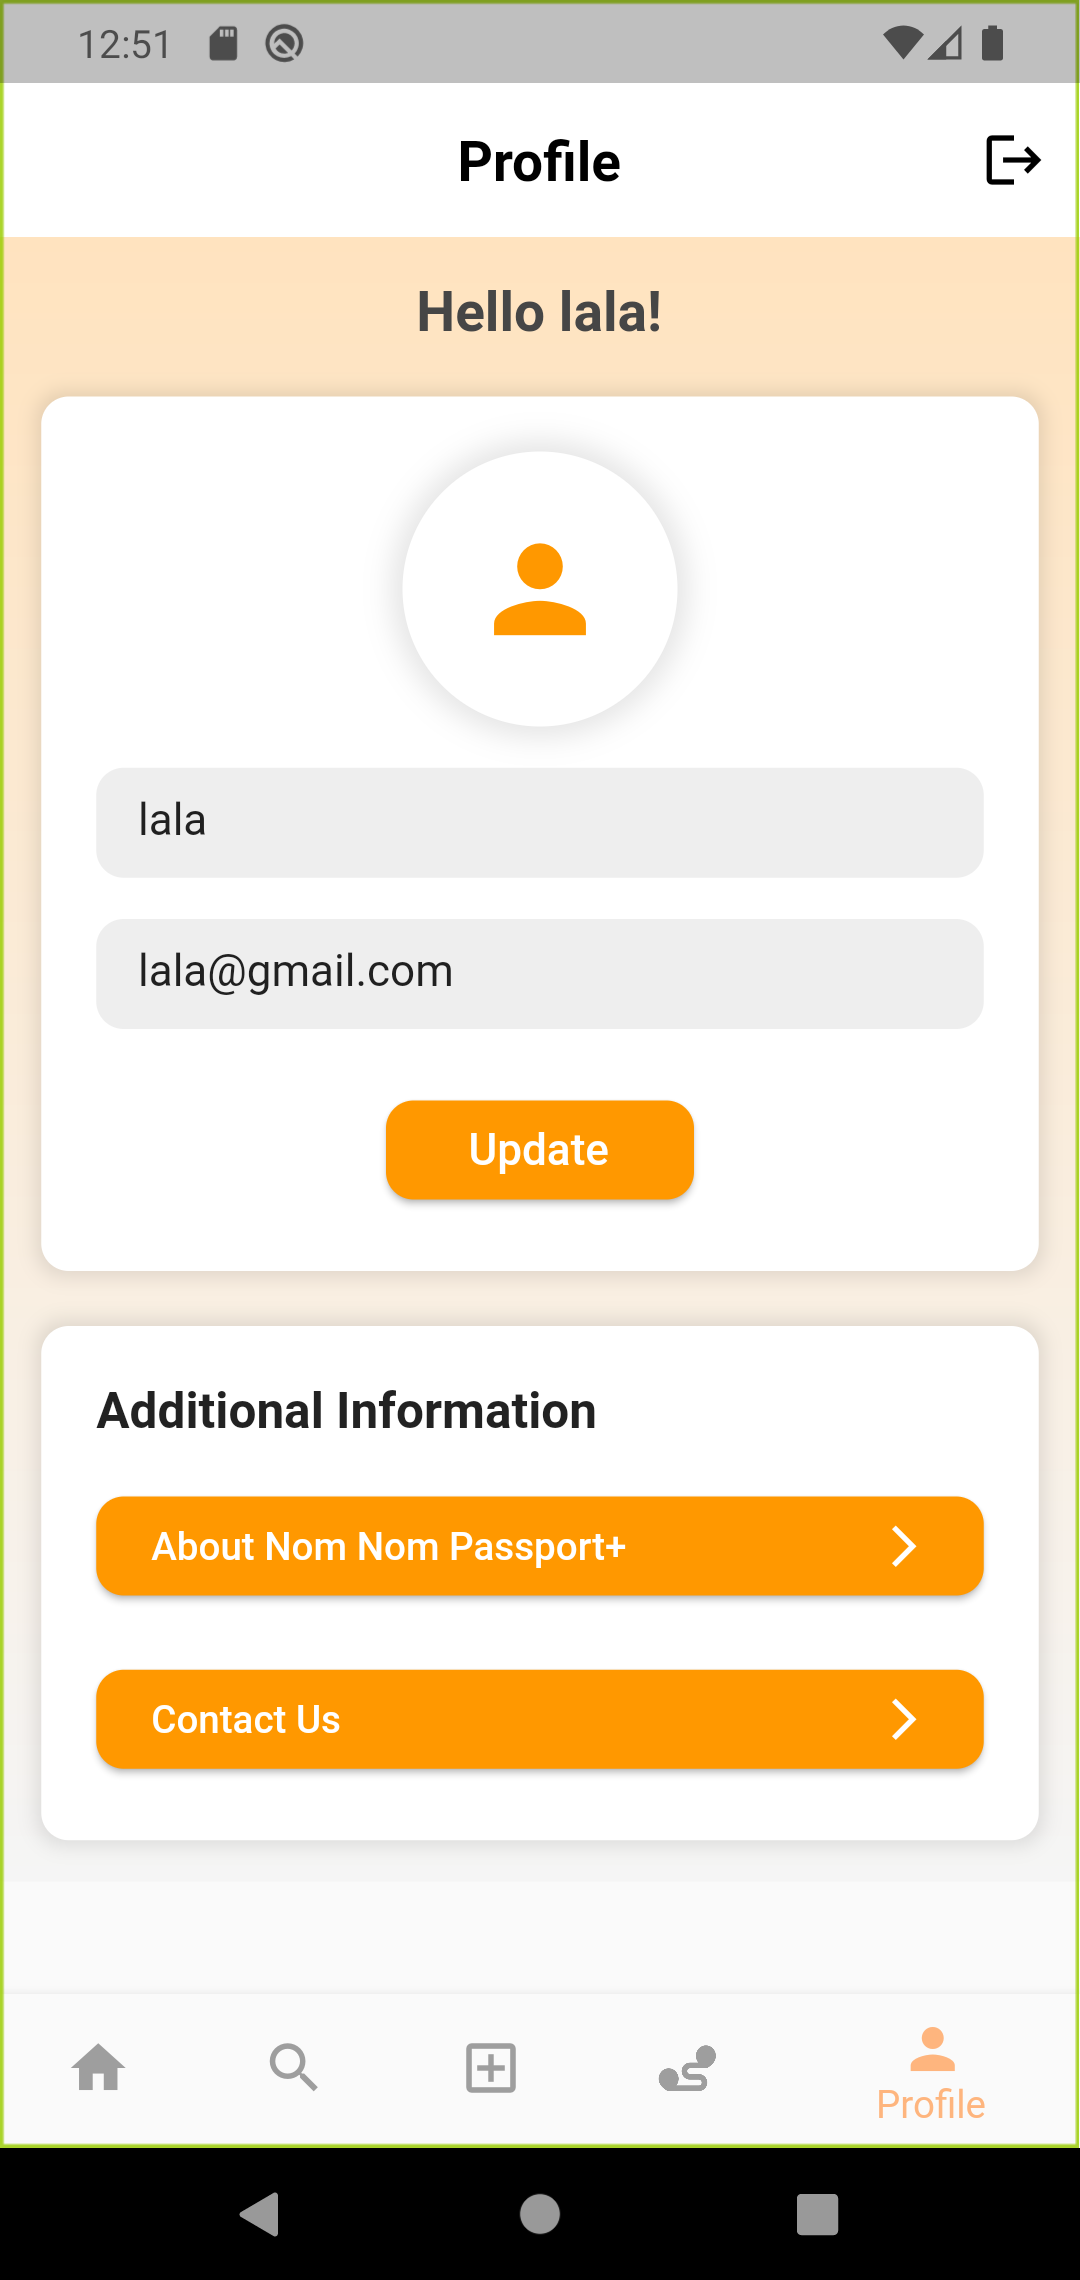 12:51
Profile
Hello lala!
lala
lala@gmail.com
Update
Additional Information
About Nom Nom Passport+
Contact Us
Profile